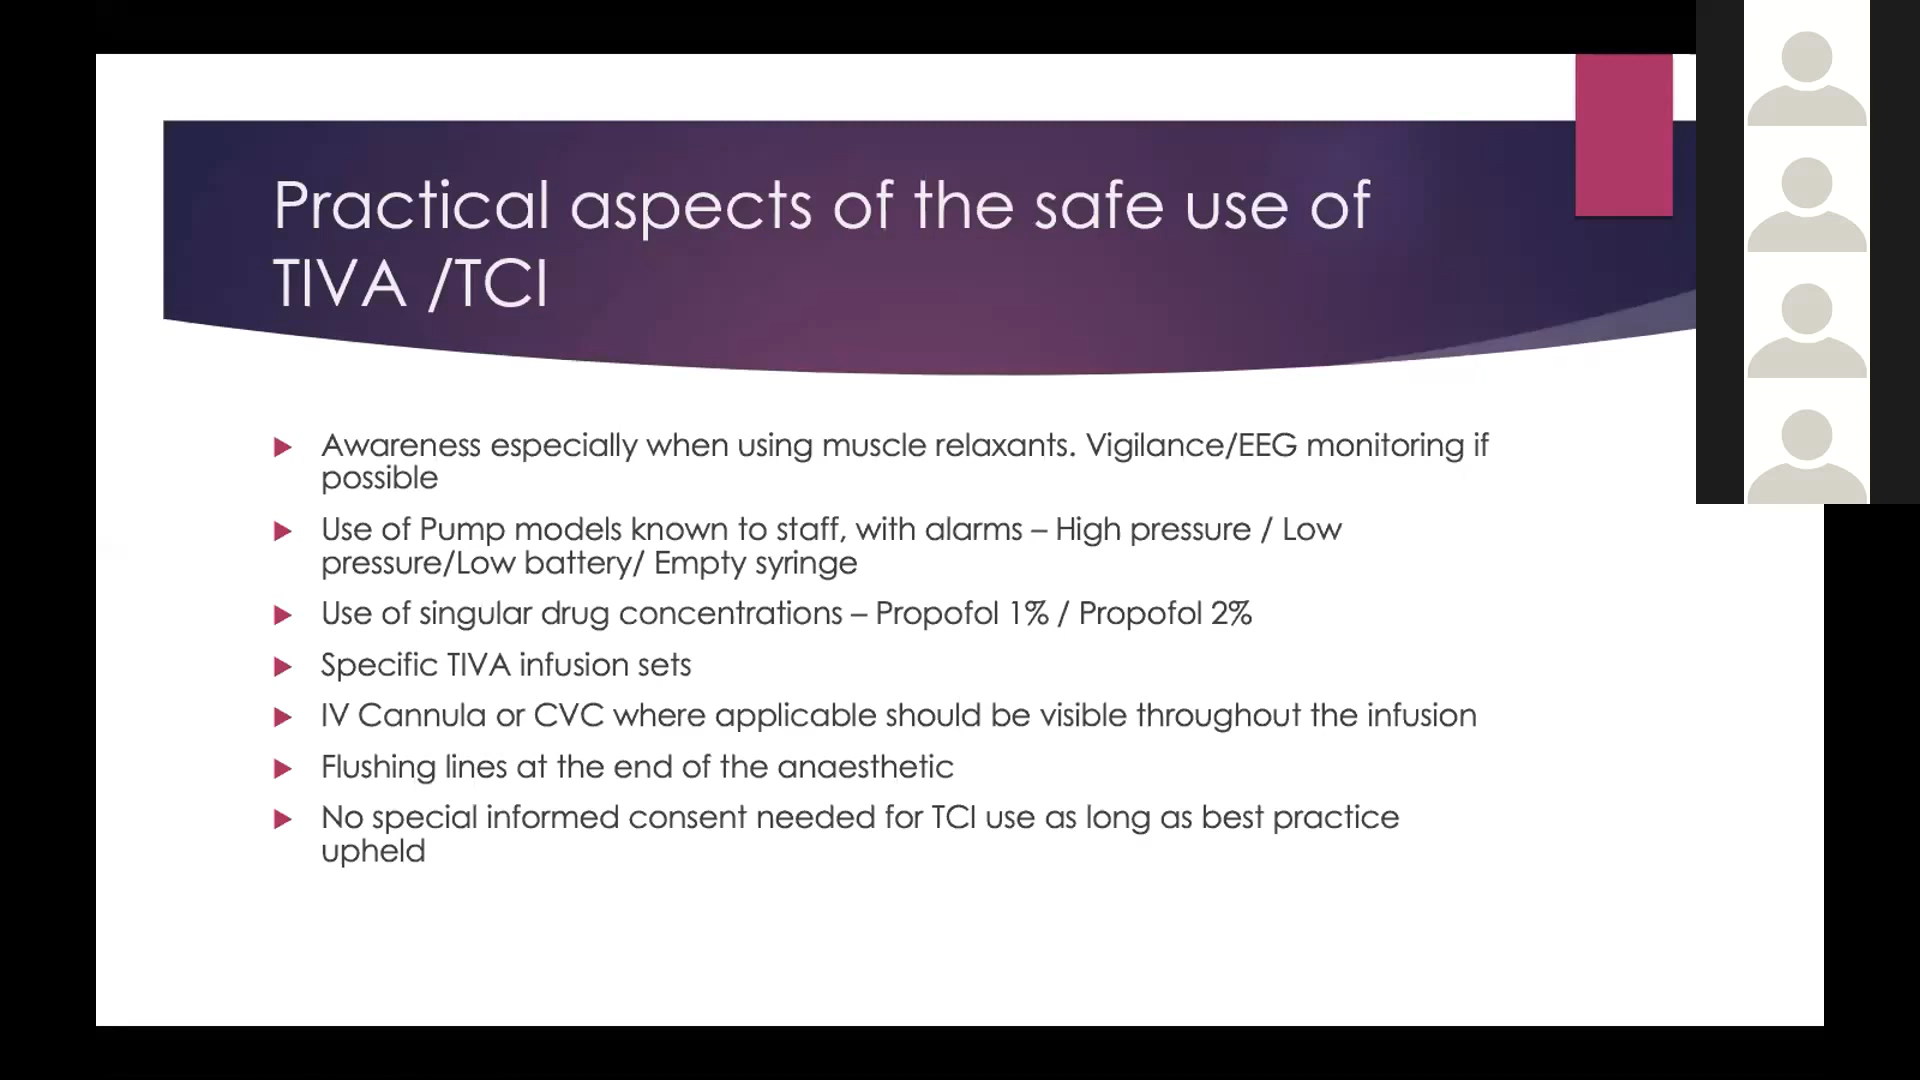 Practical aspects of the safe use of
TIVA /TCI
Awareness especially when using muscle relaxants. Vigilance/EEG monitoring if
possible
Use of Pump models known to staff, with alarms – High pressure / Low
pressure/Low battery/ Empty syringe
Use of singular drug concentrations – Propofol 1% / Propofol 2%
Specific TIVA infusion sets
IV Cannula or CVC where applicable should be visible throughout the infusion
Flushing lines at the end of the anaesthetic
No special informed consent needed for TCI use as long as best practice
upheld